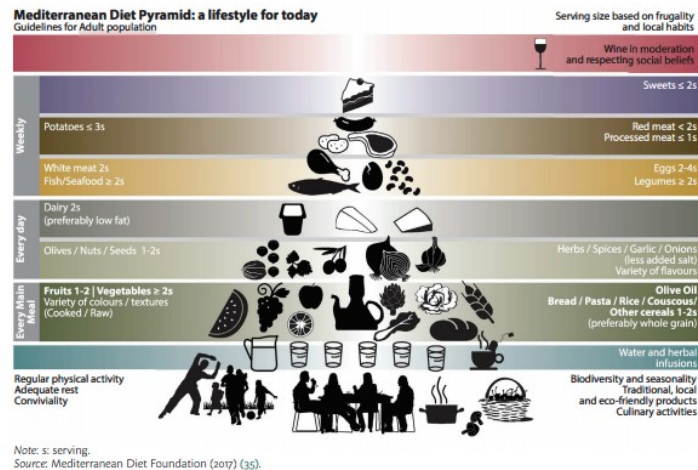 Mediterranean Diet Pyramid: a lifestyle for today
Guidelines for Adult population
Serving size based on frugality
and local habits
Wine in moderation
and respecting social beliefs
Weekly
Sweets ≤ 2s
Potatoes ≤ 3s
Red meat < 2s
Processed meat ≤ 1s
White meat 2s
Fish/Seafood ≥ 2s
Eggs 2-4s
Legumes ≥ 2s
Every day
Dairy 2s
(preferably low fat)
Olives / Nuts / Seeds 1-2s
Herbs / Spices / Garlic / Onions
(less added salt)
Variety of flavours
Every Main
Meal
Fruits 1-2 | Vegetables ≥ 2s
Variety of colours / textures
(Cooked / Raw)
Olive Oil
Bread / Pasta / Rice / Couscous/
Other cereals 1-2s
(preferably whole grain)
Water and herbal
infusions
Regular physical activity
Adequate rest
Conviviality
Biodiversity and seasonality
Traditional, local
and eco-friendly products
Culinary activities
Note: s: serving.
Source: Mediterranean Diet Foundation (2017) (35).